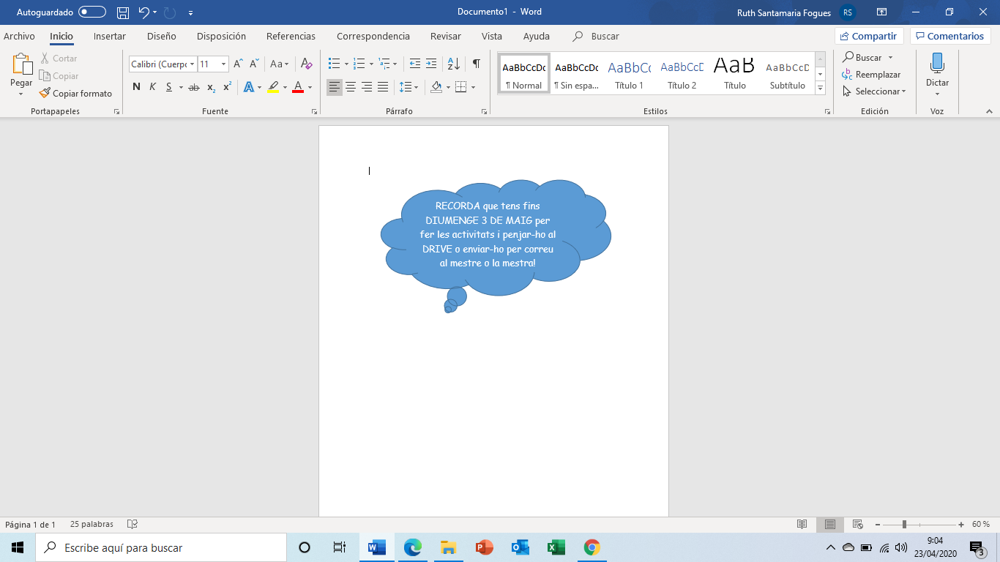 Autoguardado
Documento1 - Word
Ruth Santamaria Fogues RS
Archivo Inicio Insertar Diseño Disposición Referencias Correspondencia Revisar Vista Ayuda Buscar
Compartir Comentarios
Pegar
Cortar
Copiar
Copiar formato
Portapapeles
Calibri (Cuerpo 11
Aa
N K S ab x₂ x²
A A
Fuente
Párrafo
AaBbCcDc AaBbCcDc AaBbCc AaBbCcD AaB AaBbCcD
¶ Normal ¶ Sin espa... Título 1 Título 2 Título Subtítulo
Estilos
Buscar
Reemplazar
Seleccionar
Edición
Dictar
Voz
RECORDA que tens fins
DIUMENGE 3 DE MAIG per
fer les activitats i penjar-ho al
DRIVE o enviar-ho per correu
al mestre o la mestra!
Página 1 de 1 25 palabras
60 %
Escribe aquí para buscar
9:04
23/04/2020
3